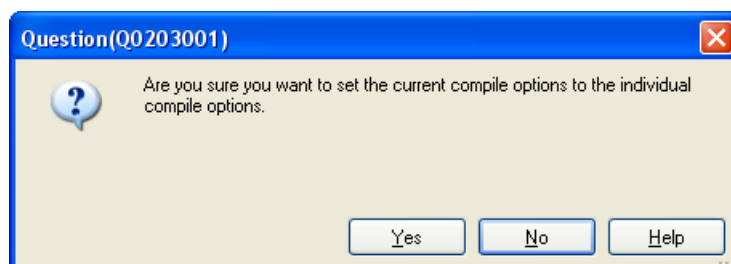 Question(Q0203001)
Are you sure you want to set the current compile options to the individual
compile options.
Yes
No
Help